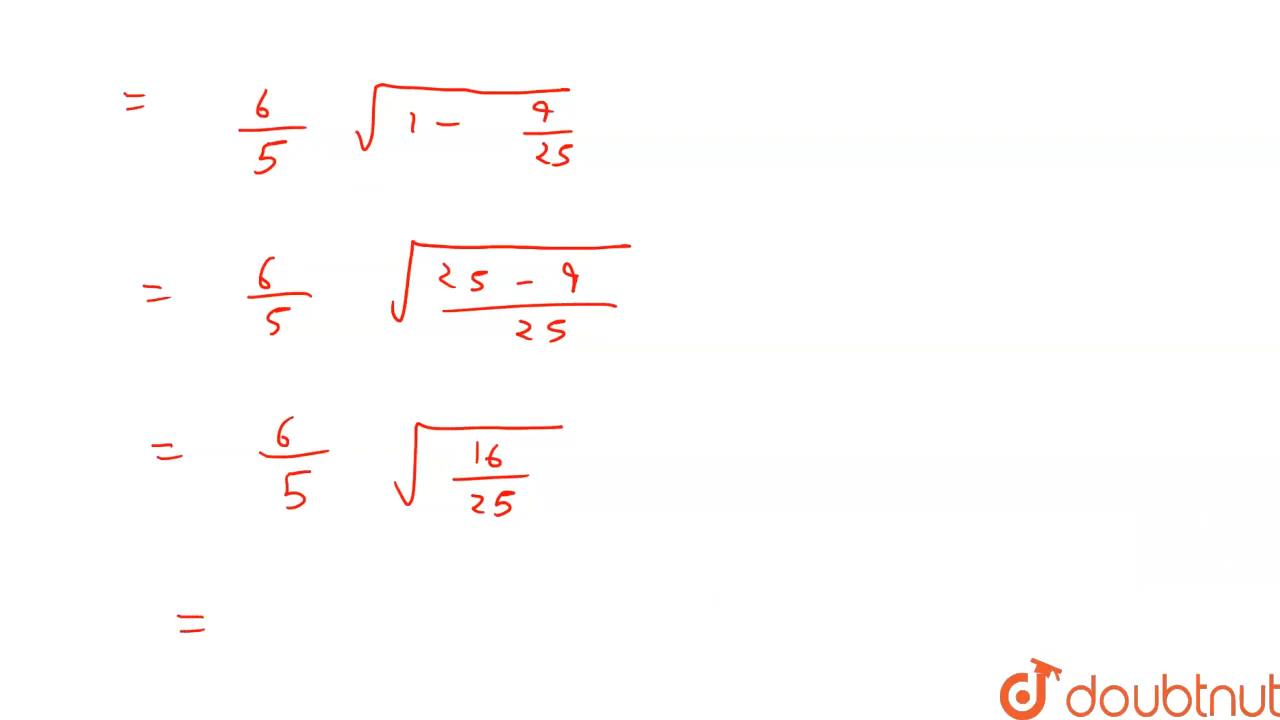 = 6/5 √(1 - 9/25)
= 6/5 √((25 - 9)/25)
= 6/5 √(16/25)
=
doubtnut